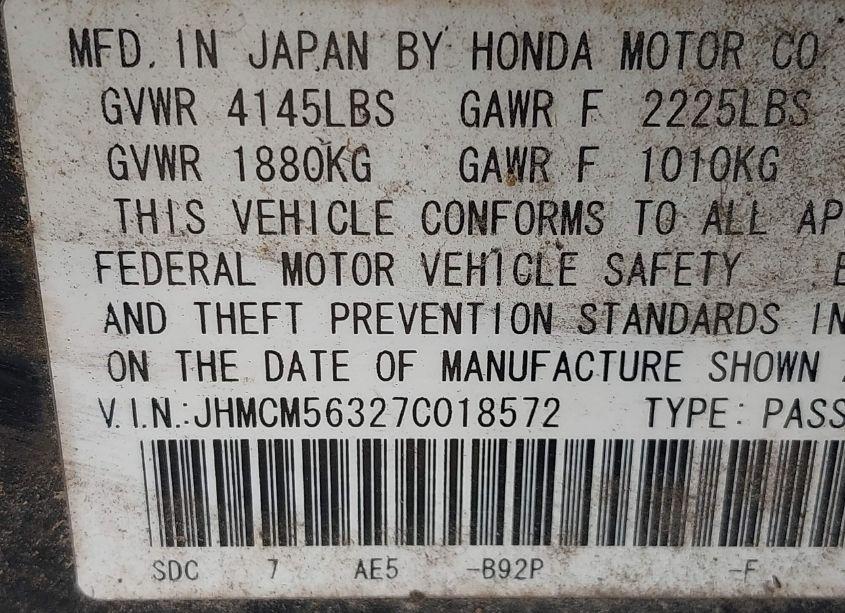 MFD. IN JAPAN BY HONDA MOTOR CO
GVWR 4145LBS GAWR F 2225LBS
GVWR 1880KG GAWR F 1010KG
THIS VEHICLE CONFORMS TO ALL AP
FEDERAL MOTOR VEHICLE SAFETY
AND THEFT PREVENTION STANDARDS IN
ON THE DATE OF MANUFACTURE SHOWN
V.I.N.:JHMCM56327C018572 TYPE: PASS
SDC 7 AE5 -B92P -F